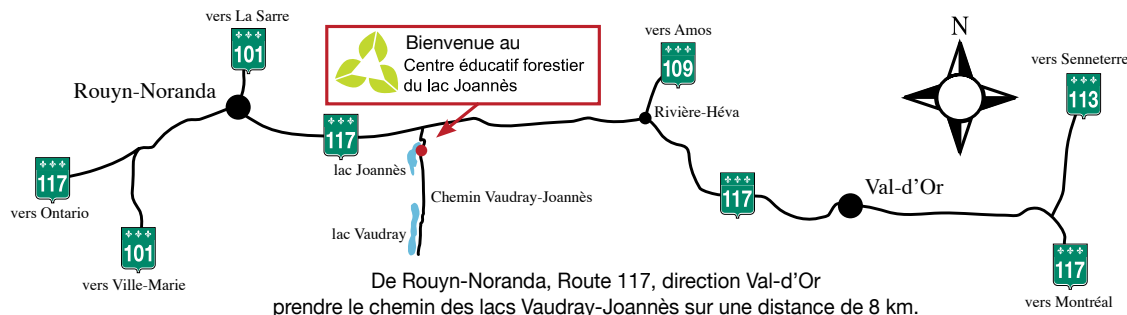 vers La Sarre
101
Bienvenue au
Centre éducatif forestier
du lac Joannès
vers Amos
109
N
vers Senneterre
113
Rouyn-Noranda
117
Rivière-Héva
lac Joannès
117
vers Ontario
Chemin Vaudray-Joannès
117
Val-d'Or
lac Vaudray
101
vers Ville-Marie
117
vers Montréal
De Rouyn-Noranda, Route 117, direction Val-d'Or
prendre le chemin des lacs Vaudray-Joannès sur une distance de 8 km.